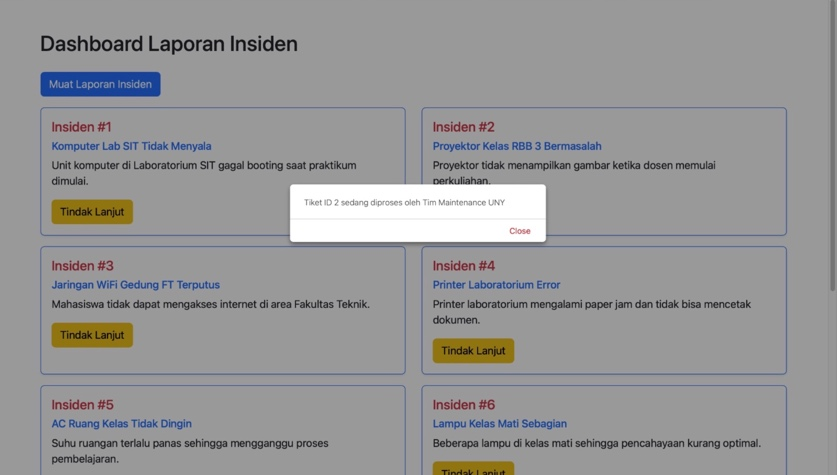 Dashboard Laporan Insiden
Muat Laporan Insiden
Insiden #1
Komputer Lab SIT Tidak Menyala
Unit komputer di Laboratorium SIT gagal booting saat praktikum
dimulai.
Tindak Lanjut
Insiden #2
Proyektor Kelas RBB 3 Bermasalah
Proyektor tidak menampilkan gambar ketika dosen memulai
perkuliahan.
Tiket ID 2 sedang diproses oleh Tim Maintenance UNY
Close
Insiden #3
Jaringan WiFi Gedung FT Terputus
Mahasiswa tidak dapat mengakses internet di area Fakultas Teknik.
Tindak Lanjut
Insiden #4
Printer Laboratorium Error
Printer laboratorium mengalami paper jam dan tidak bisa mencetak
dokumen.
Tindak Lanjut
Insiden #5
AC Ruang Kelas Tidak Dingin
Suhu ruangan terlalu panas sehingga mengganggu proses
pembelajaran.
Insiden #6
Lampu Kelas Mati Sebagian
Beberapa lampu di kelas mati sehingga pencahayaan kurang optimal.
Tindak Lanjut